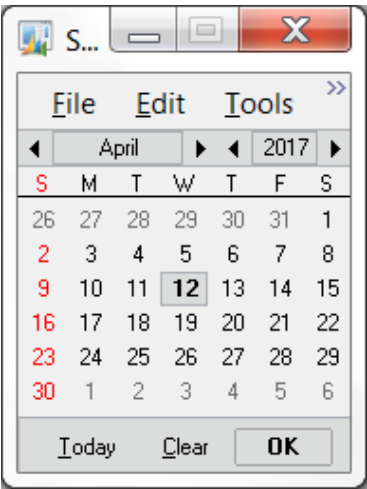 S...
File Edit Tools »
April 2017
S M T W T F S
26 27 28 29 30 31 1
2 3 4 5 6 7 8
9 10 11 12 13 14 15
16 17 18 19 20 21 22
23 24 25 26 27 28 29
30 1 2 3 4 5 6
Today Clear OK